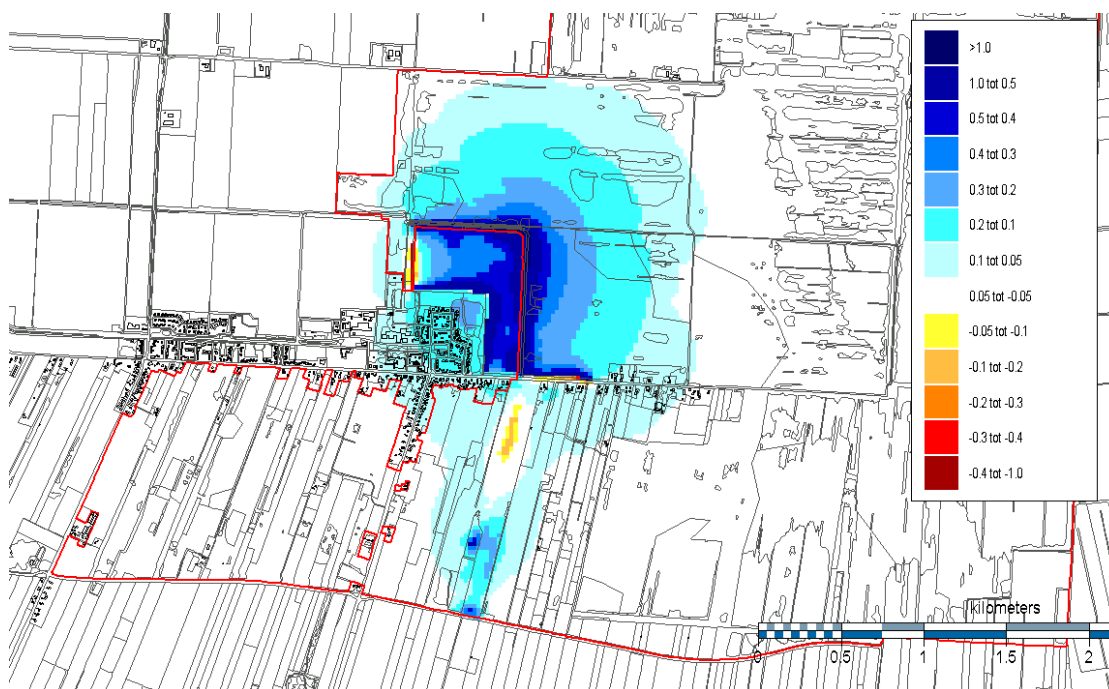 >1.0
1.0 tot 0.5
0.5 tot 0.4
0.4 tot 0.3
0.3 tot 0.2
0.2 tot 0.1
0.1 tot 0.05
0.05 tot -0.05
-0.05 tot -0.1
-0.1 tot -0.2
-0.2 tot -0.3
-0.3 tot -0.4
-0.4 tot -1.0
kilometers
0 0.5 1 1.5 2